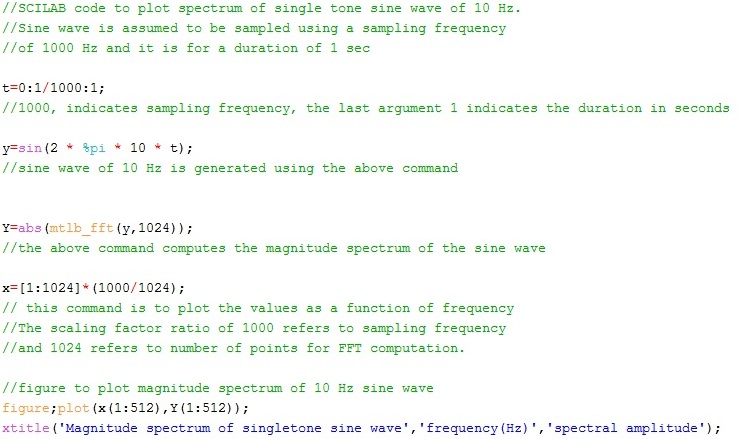 //SCILAB code to plot spectrum of single tone sine wave of 10 Hz.
//Sine wave is assumed to be sampled using a sampling frequency
//of 1000 Hz and it is for a duration of 1 sec
t=0:1/1000:1;
//1000, indicates sampling frequency, the last argument 1 indicates the duration in seconds
y=sin(2 * %pi * 10 * t);
//sine wave of 10 Hz is generated using the above command
Y=abs(mtlb_fft(y,1024));
//the above command computes the magnitude spectrum of the sine wave
x=[1:1024]*(1000/1024);
// this command is to plot the values as a function of frequency
//The scaling factor ratio of 1000 refers to sampling frequency
//and 1024 refers to number of points for FFT computation.
//figure to plot magnitude spectrum of 10 Hz sine wave
figure;plot(x(1:512),Y(1:512));
xtitle('Magnitude spectrum of singletone sine wave','frequency(Hz)','spectral amplitude');